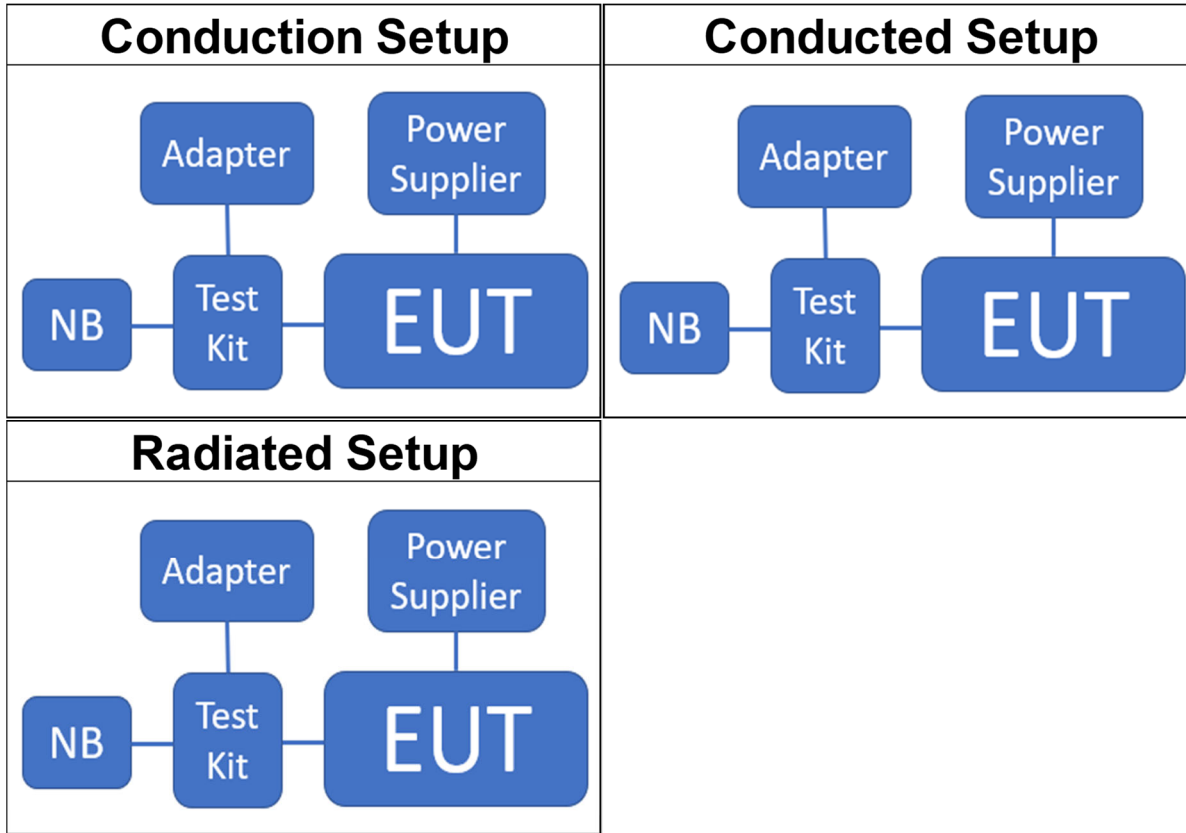 Conduction Setup
Adapter
Power
Supplier
NB
Test
Kit
EUT
Conducted Setup
Adapter
Power
Supplier
NB
Test
Kit
EUT
Radiated Setup
Adapter
Power
Supplier
NB
Test
Kit
EUT